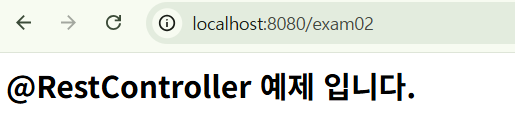 localhost:8080/exam02
@RestController 예제 입니다.